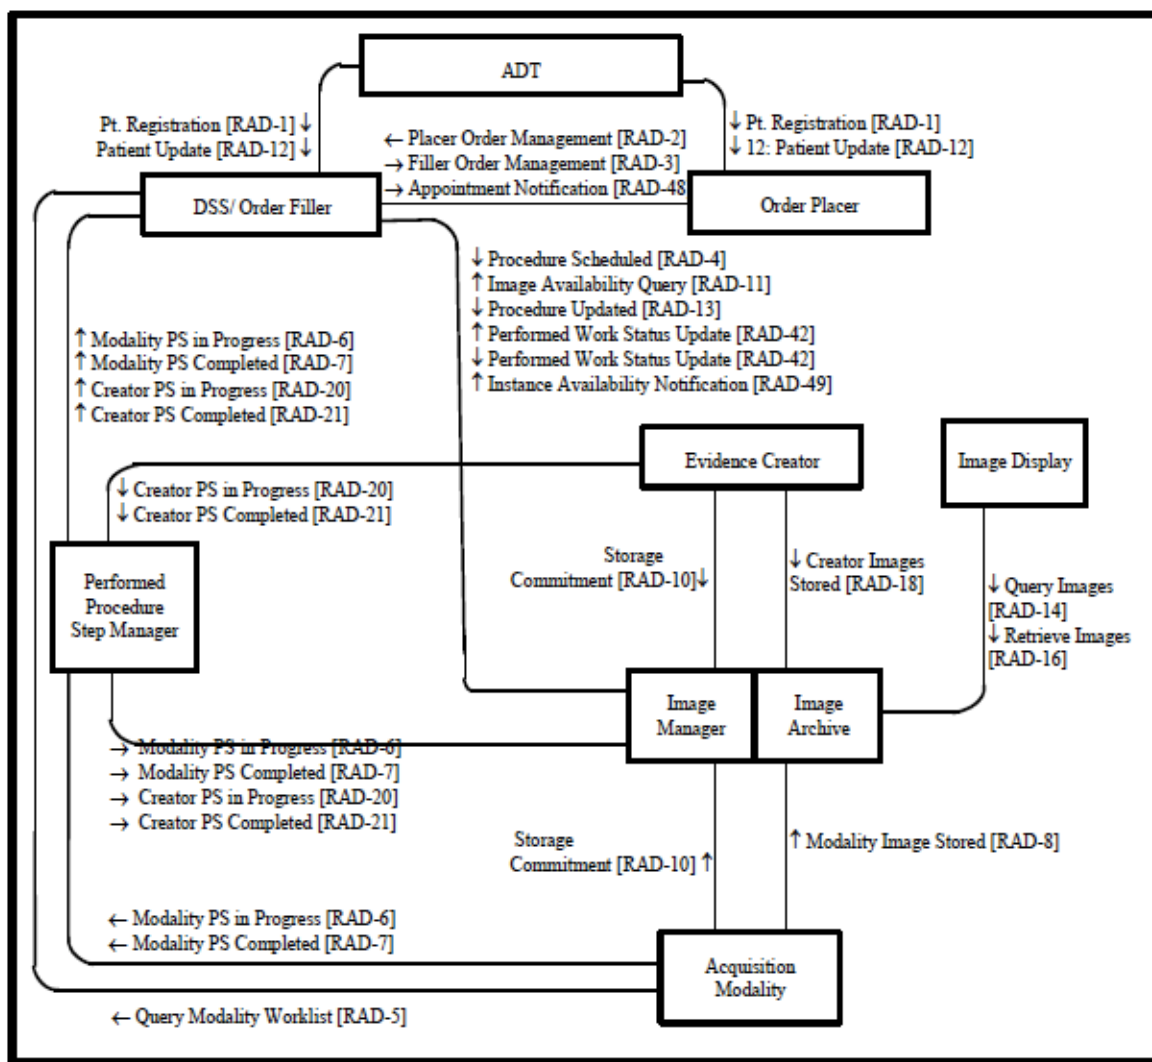 ADT
Pt. Registration [RAD-1] ↓
Patient Update [RAD-12] ↓
← Placer Order Management [RAD-2]
→ Filler Order Management [RAD-3]
→ Appointment Notification [RAD-48
↓ Pt. Registration [RAD-1]
↓ 12: Patient Update [RAD-12]
DSS/ Order Filler
Order Placer
↓ Procedure Scheduled [RAD-4]
↑ Image Availability Query [RAD-11]
↓ Procedure Updated [RAD-13]
↑ Performed Work Status Update [RAD-42]
↓ Performed Work Status Update [RAD-42]
↑ Instance Availability Notification [RAD-49]
↑ Modality PS in Progress [RAD-6]
↑ Modality PS Completed [RAD-7]
↑ Creator PS in Progress [RAD-20]
↑ Creator PS Completed [RAD-21]
Evidence Creator
Image Display
↓ Creator PS in Progress [RAD-20]
↓ Creator PS Completed [RAD-21]
Storage
Commitment [RAD-10]↓
↓ Creator Images
Stored [RAD-18]
↓ Query Images
[RAD-14]
↓ Retrieve Images
[RAD-16]
Performed
Procedure
Step Manager
Image
Manager
Image
Archive
→ Modality PS in Progress [RAD-6]
→ Modality PS Completed [RAD-7]
→ Creator PS in Progress [RAD-20]
→ Creator PS Completed [RAD-21]
Storage
Commitment [RAD-10] ↑
↑ Modality Image Stored [RAD-8]
← Modality PS in Progress [RAD-6]
← Modality PS Completed [RAD-7]
Acquisition
Modality
← Query Modality Worklist [RAD-5]